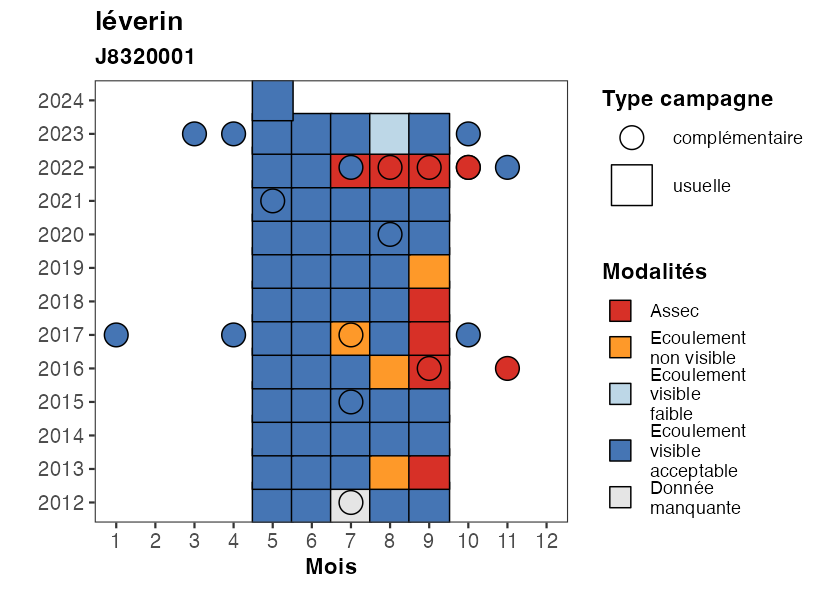 léverin
J8320001
2024
2023
2022
2021
2020
2019
2018
2017
2016
2015
2014
2013
2012
1 2 3 4 5 6 7 8 9 10 11 12
Mois
Type campagne
complémentaire
usuelle
Modalités
Assec
Ecoulement
non visible
Ecoulement
visible
faible
Ecoulement
visible
acceptable
Donnée
manquante